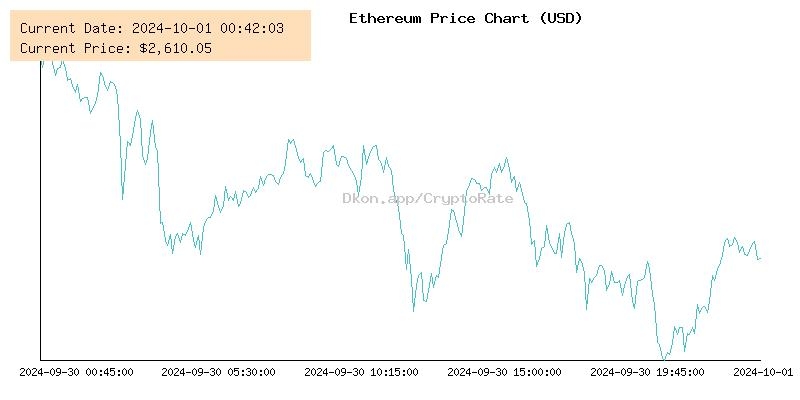 Ethereum Price Chart (USD)
Current Date: 2024-10-01 00:42:03
Current Price: $2,610.05
Dkon.app/CryptoRate
2024-09-30 00:45:00 2024-09-30 05:30:00 2024-09-30 10:15:00 2024-09-30 15:00:00 2024-09-30 19:45:00 2024-10-01